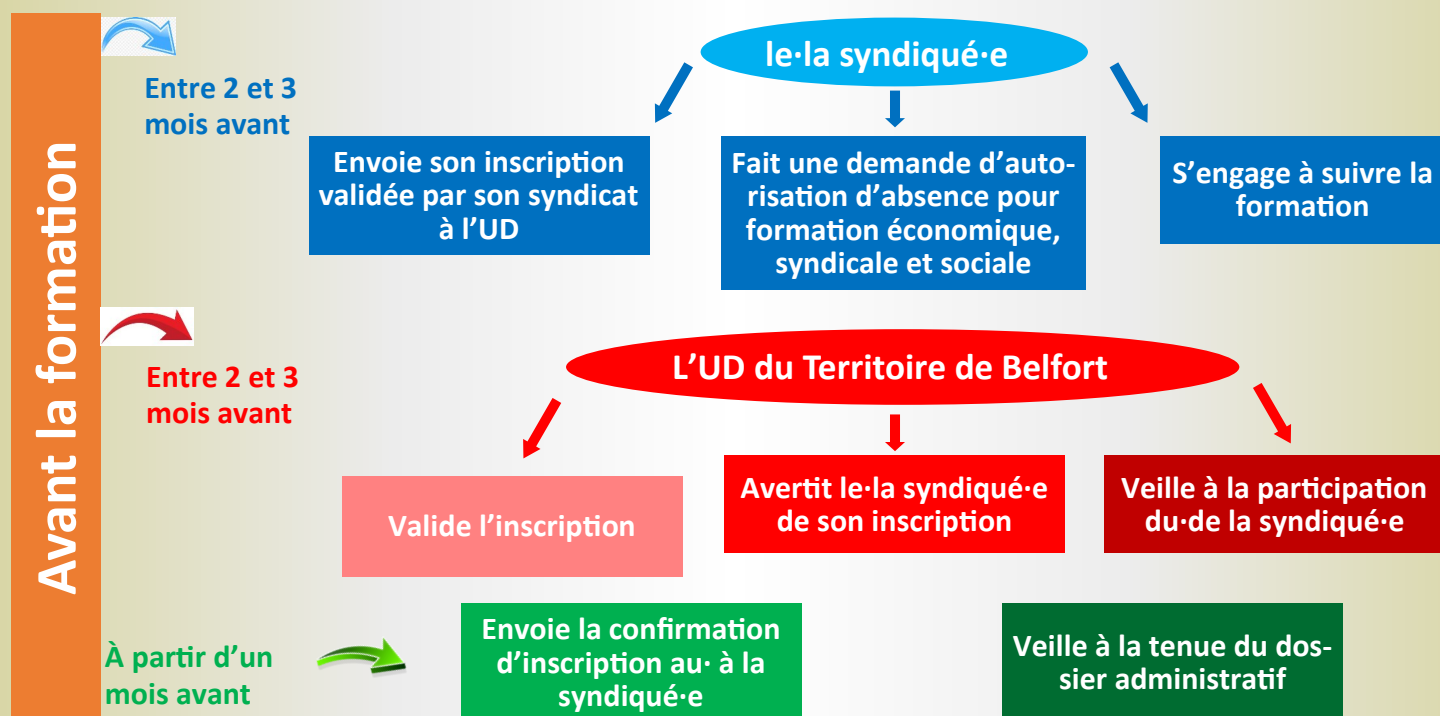 Avant la formation
Entre 2 et 3
mois avant
le·la syndiqué·e
Envoie son inscription
validée par son syndicat
à l’UD
Fait une demande d’auto-
risation d’absence pour
formation économique,
syndicale et sociale
S’engage à suivre la
formation
Entre 2 et 3
mois avant
L’UD du Territoire de Belfort
Valide l’inscription
Avertit le·la syndiqué·e
de son inscription
Veille à la participation
du·de la syndiqué·e
À partir d’un
mois avant
Envoie la confirmation
d’inscription au· à la
syndiqué·e
Veille à la tenue du dos-
sier administratif